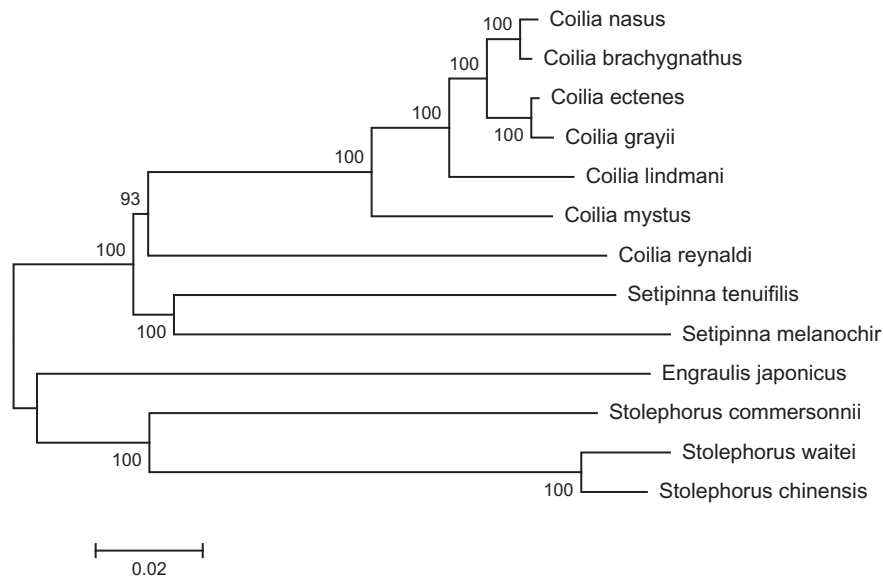 100 Coilia nasus
Coilia brachygnathus
100
Coilia ectenes
100
100 Coilia grayii
100
Coilia lindmani
93
Coilia mystus
100
Coilia reynaldi
Setipinna tenuifilis
100
Setipinna melanochir
Engraulis japonicus
Stolephorus commersonnii
100
Stolephorus waitei
100
Stolephorus chinensis
0.02